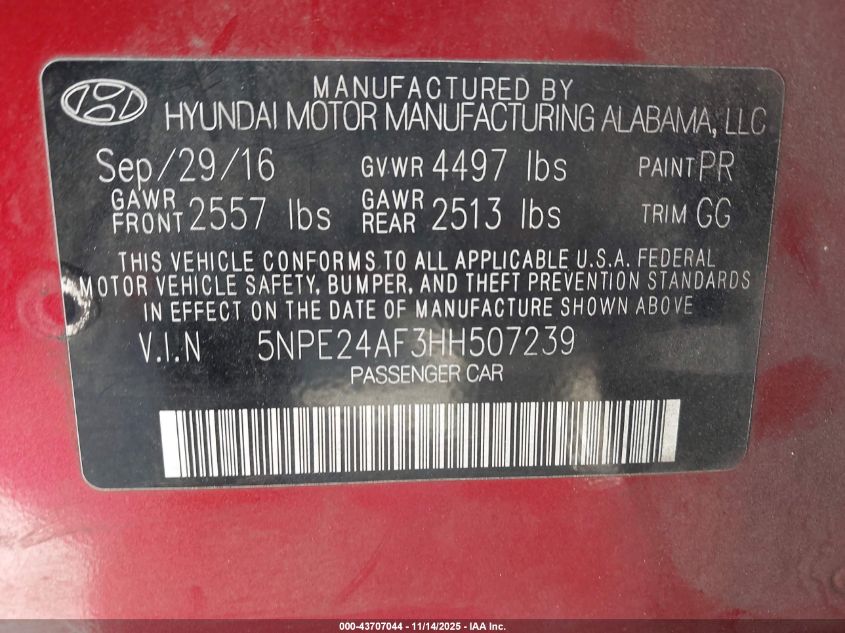 MANUFACTURED BY
HYUNDAI MOTOR MANUFACTURING ALABAMA, LLC
Sep/29/16 GVWR 4497 lbs PAINT PR
GAWR FRONT 2557 lbs GAWR REAR 2513 lbs TRIM GG
THIS VEHICLE CONFORMS TO ALL APPLICABLE U.S.A. FEDERAL
MOTOR VEHICLE SAFETY, BUMPER, AND THEFT PREVENTION STANDARDS
IN EFFECT ON THE DATE OF MANUFACTURE SHOWN ABOVE
V.I.N 5NPE24AF3HH507239
PASSENGER CAR
000-43707044 - 11/14/2025 - IAA Inc.